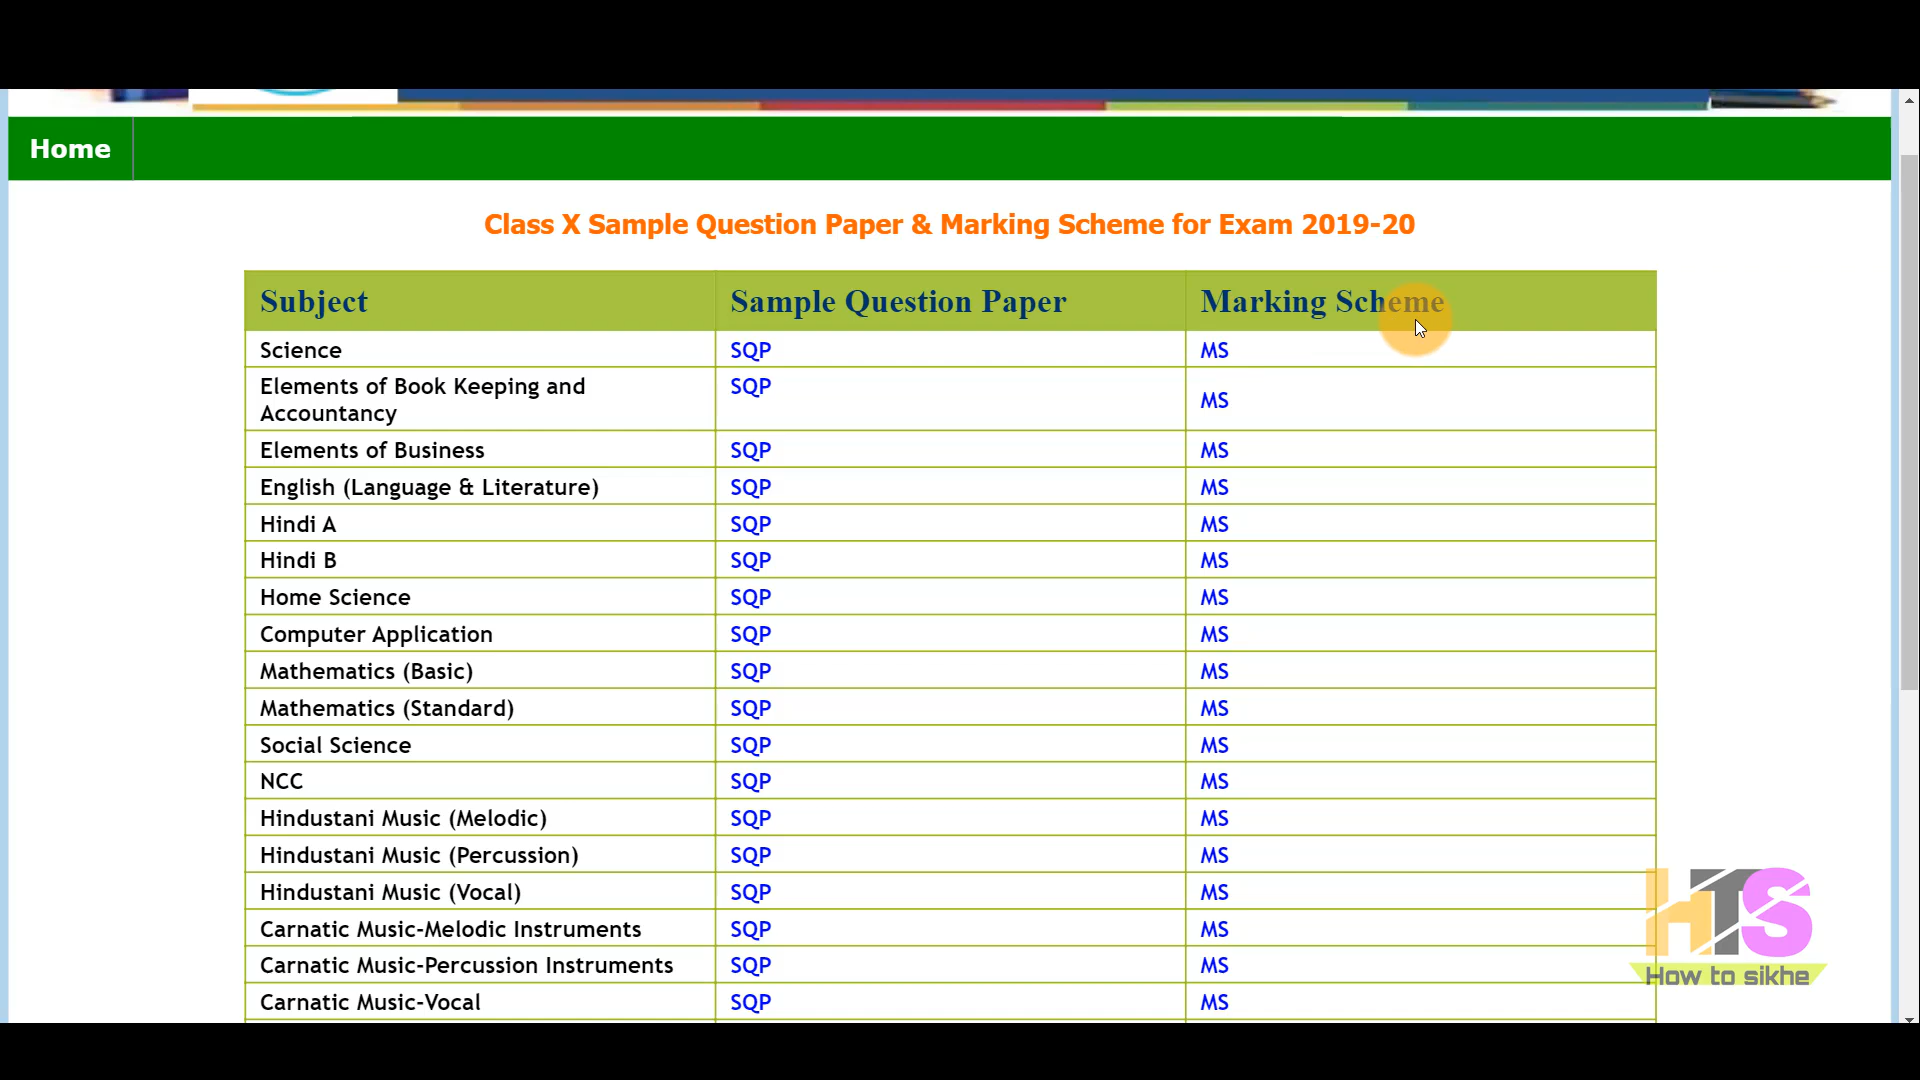 Home
Class X Sample Question Paper & Marking Scheme for Exam 2019-20
Subject Sample Question Paper Marking Scheme
Science SQP MS
Elements of Book Keeping and SQP MS
Accountancy
Elements of Business SQP MS
English (Language & Literature) SQP MS
Hindi A SQP MS
Hindi B SQP MS
Home Science SQP MS
Computer Application SQP MS
Mathematics (Basic) SQP MS
Mathematics (Standard) SQP MS
Social Science SQP MS
NCC SQP MS
Hindustani Music (Melodic) SQP MS
Hindustani Music (Percussion) SQP MS
Hindustani Music (Vocal) SQP MS
Carnatic Music-Melodic Instruments SQP MS
Carnatic Music-Percussion Instruments SQP MS
Carnatic Music-Vocal SQP MS
HTS
How to sikhe